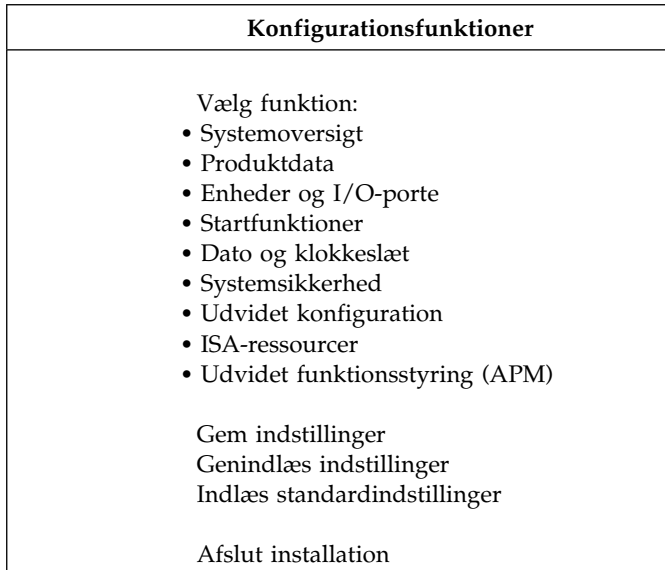 Konfigurationsfunktioner
Vælg funktion:
• Systemoversigt
• Produktdata
• Enheder og I/O-porte
• Startfunktioner
• Dato og klokkeslæt
• Systemsikkerhed
• Udvidet konfiguration
• ISA-ressourcer
• Udvidet funktionsstyring (APM)
Gem indstillinger
Genindlæs indstillinger
Indlæs standardindstillinger
Afslut installation